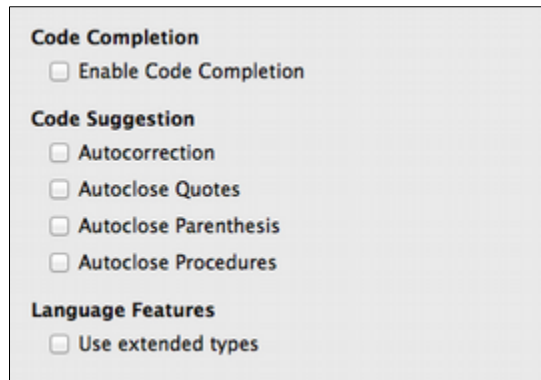 Code Completion
Enable Code Completion
Code Suggestion
Autocorrection
Autoclose Quotes
Autoclose Parenthesis
Autoclose Procedures
Language Features
Use extended types